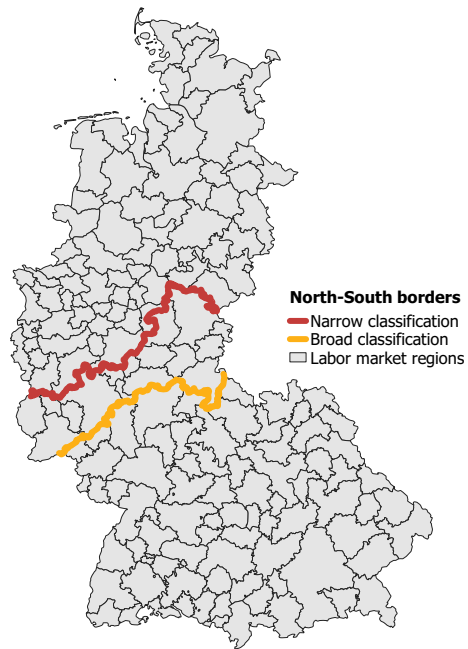 North-South borders
Narrow classification
Broad classification
Labor market regions